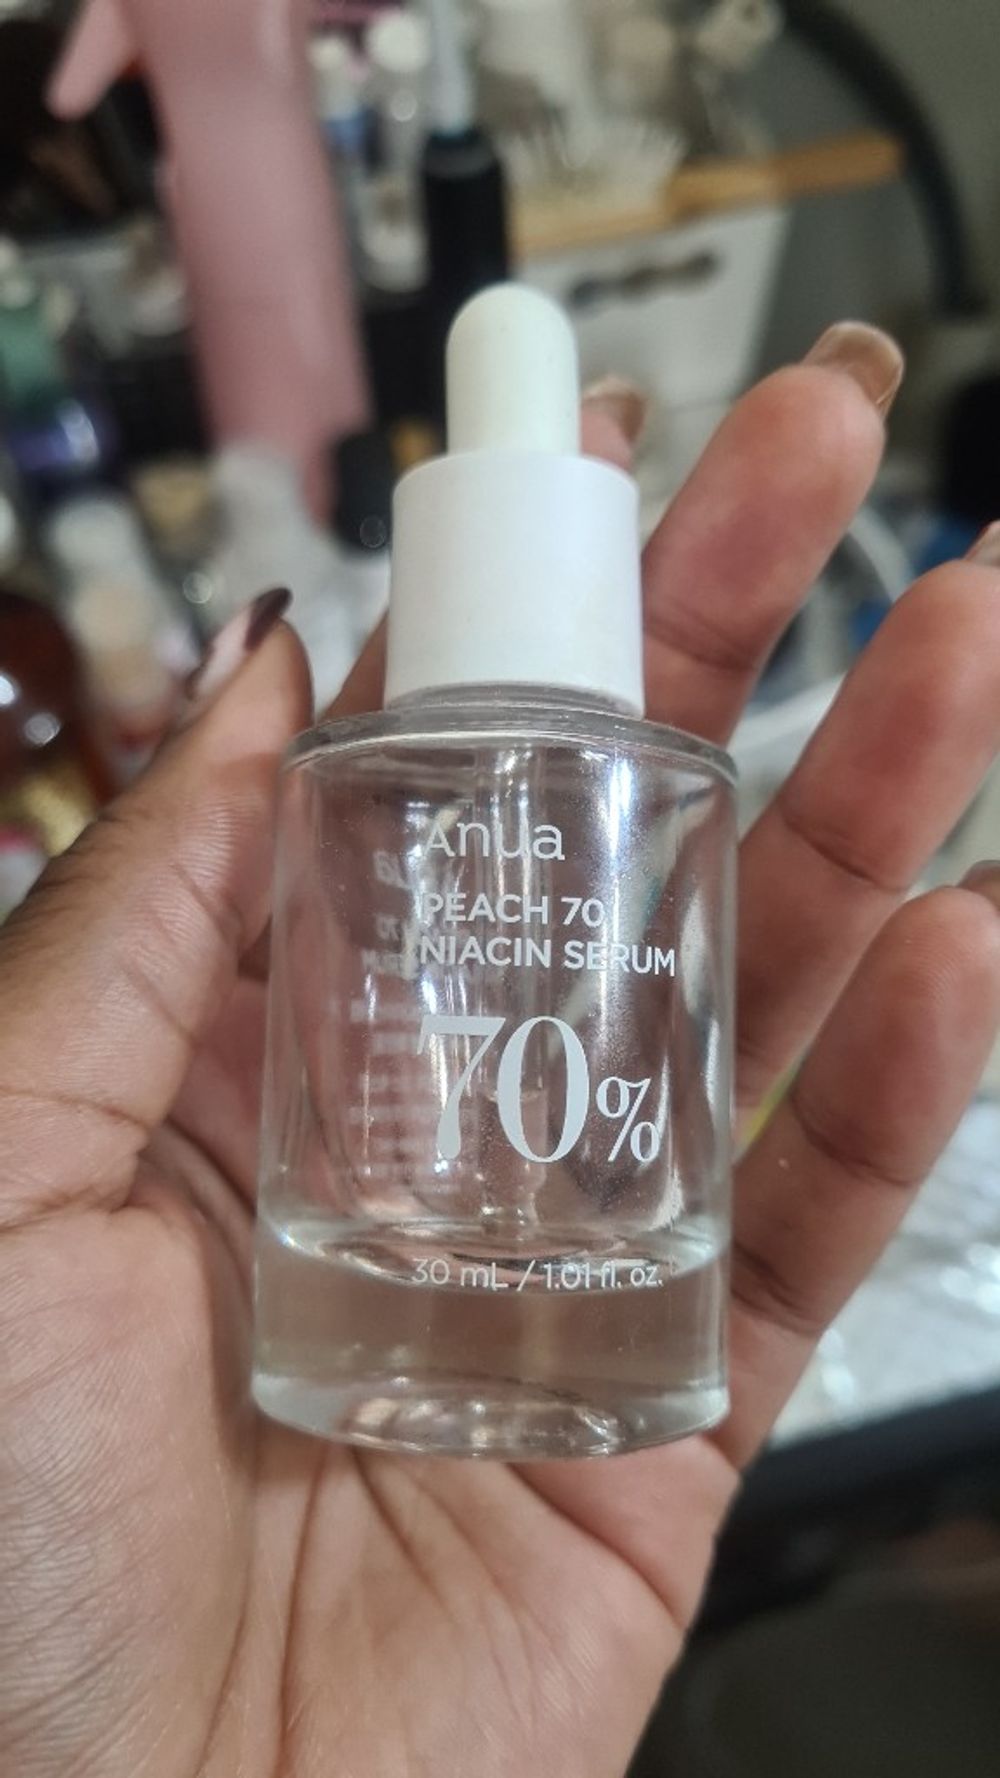 Anua
PEACH 70
NIACIN SERUM
70%
30 mL / 1.01 fl. oz.